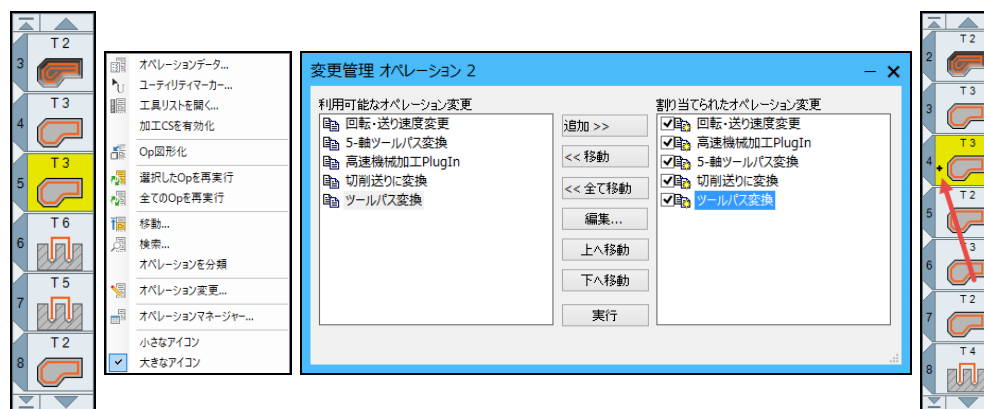 T 2
3
T 3
4
T 3
5
T 6
6
T 5
7
T 2
8
オペレーションデータ...
ユーティリティマーカー...
工具リストを開く...
加工CSを有効化
Op図形化
選択したOpを再実行
全てのOpを再実行
移動...
検索...
オペレーションを分類
オペレーション変更...
オペレーションマネージャー...
小さなアイコン
大きなアイコン
変更管理 オペレーション 2
利用可能なオペレーション変更
回転・送り速度変更
5-軸ツールパス変換
高速機械加工PlugIn
切削送りに変換
ツールパス変換
追加 >>
<< 移動
<< 全て移動
編集...
上へ移動
下へ移動
実行
割り当てられたオペレーション変更
回転・送り速度変更
高速機械加工PlugIn
5-軸ツールパス変換
切削送りに変換
ツールパス変換
T 2
2
T 3
3
T 3
4
T 2
5
3
6
T 2
7
T 4
8